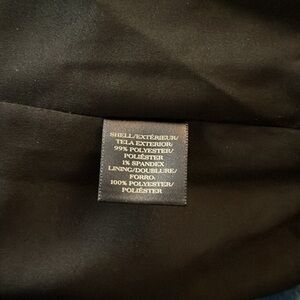 SHELL/EXTÉRIEUR/
TELA EXTERIOR:
99% POLYESTER/
POLIÉSTER
1% SPANDEX
LINING/DOUBLURE/
FORRO:
100% POLYESTER/
POLIÉSTER